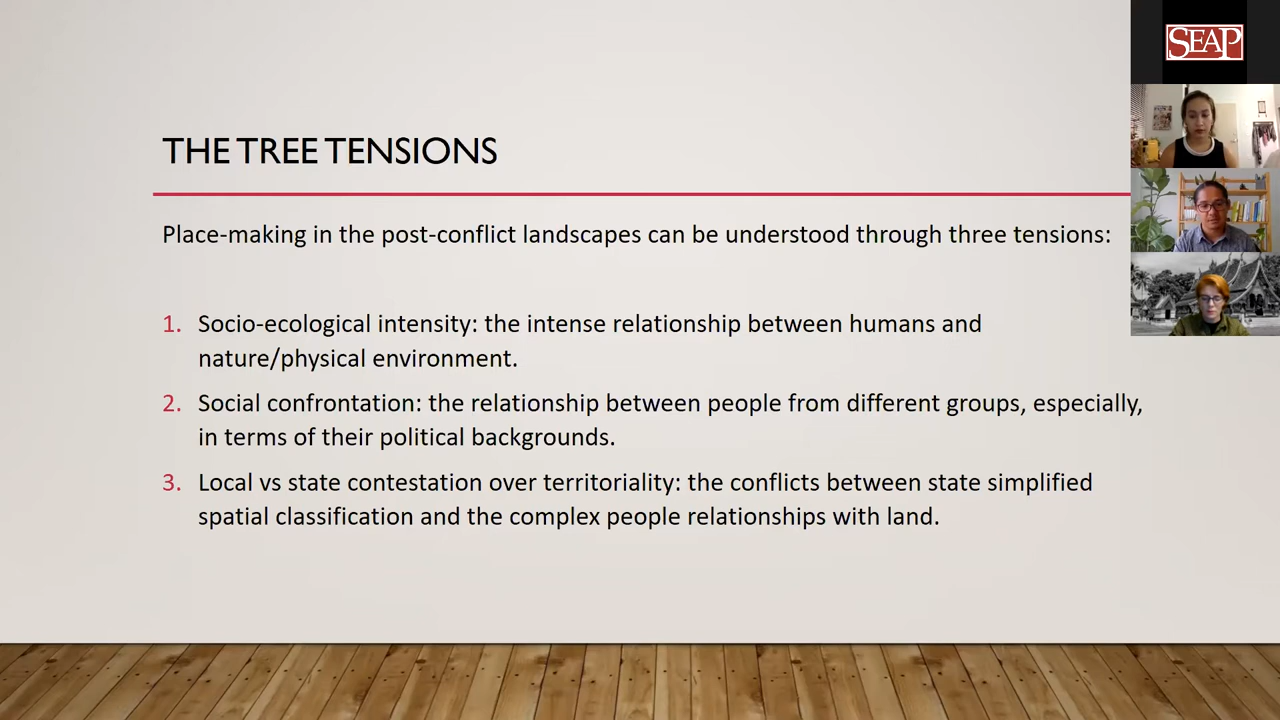 SEAP
THE TREE TENSIONS
Place-making in the post-conflict landscapes can be understood through three tensions:
1. Socio-ecological intensity: the intense relationship between humans and
nature/physical environment.
2. Social confrontation: the relationship between people from different groups, especially,
in terms of their political backgrounds.
3. Local vs state contestation over territoriality: the conflicts between state simplified
spatial classification and the complex people relationships with land.